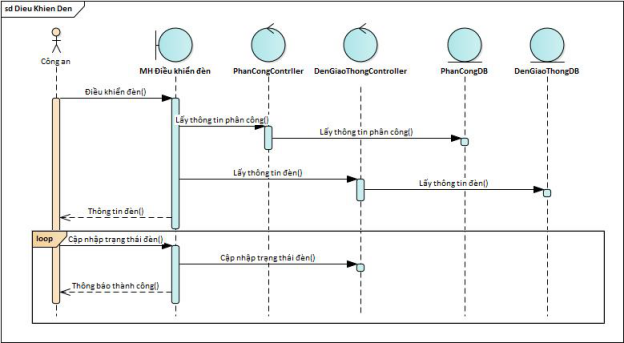 sd Dieu Khien Den
Công an
MH Điều khiển đèn
PhanCongContrller
DenGiaoThongController
PhanCongDB
DenGiaoThongDB
Điều khiển đèn()
Lấy thông tin phân công()
Lấy thông tin phân công()
Lấy thông tin đèn()
Lấy thông tin đèn()
Thông tin đèn()
loop
Cập nhập trạng thái đèn()
Cập nhập trạng thái đèn()
Thông báo thành công()